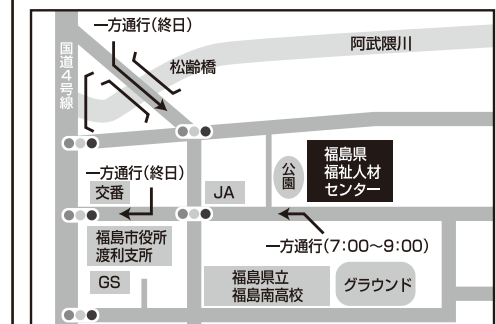 一方通行(終日)
国道4号線
松齢橋
阿武隈川
一方通行(終日)
交番
JA
公園
福島県
福祉人材
センター
一方通行(7:00〜9:00)
福島市役所
渡利支所
GS
福島県立
福島南高校
グラウンド